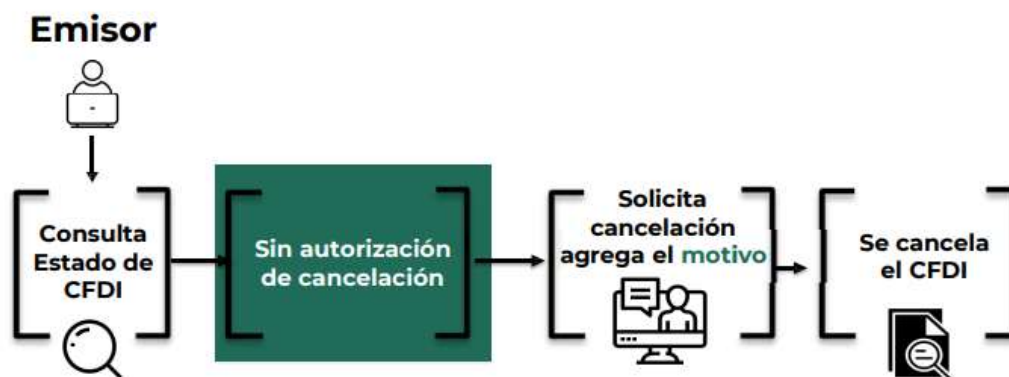 Emisor
Consulta
Estado de
CFDI
Sin autorización
de cancelación
Solicita
cancelación
agrega el motivo
Se cancela
el CFDI